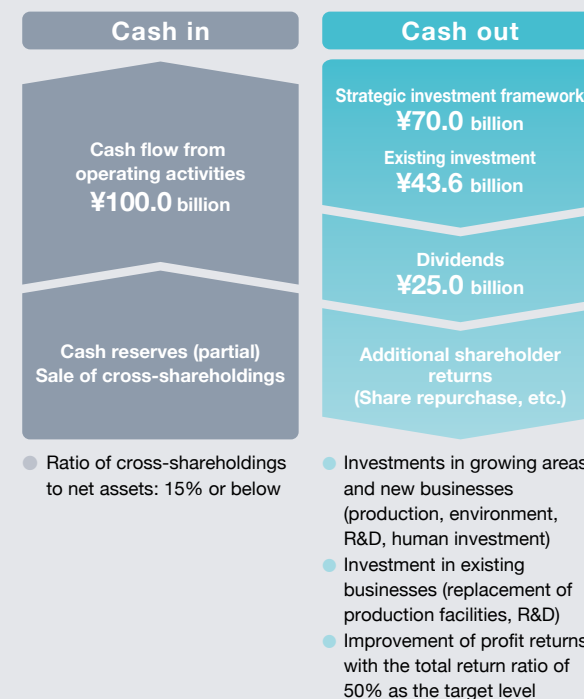 Cash in
Cash flow from
operating activities
¥100.0 billion
Cash reserves (partial)
Sale of cross-shareholdings
Ratio of cross-shareholdings
to net assets: 15% or below
Cash out
Strategic investment framework
¥70.0 billion
Existing investment
¥43.6 billion
Dividends
¥25.0 billion
Additional shareholder
returns
(Share repurchase, etc.)
Investments in growing areas
and new businesses
(production, environment,
R&D, human investment)
Investment in existing
businesses (replacement of
production facilities, R&D)
Improvement of profit returns
with the total return ratio of
50% as the target level